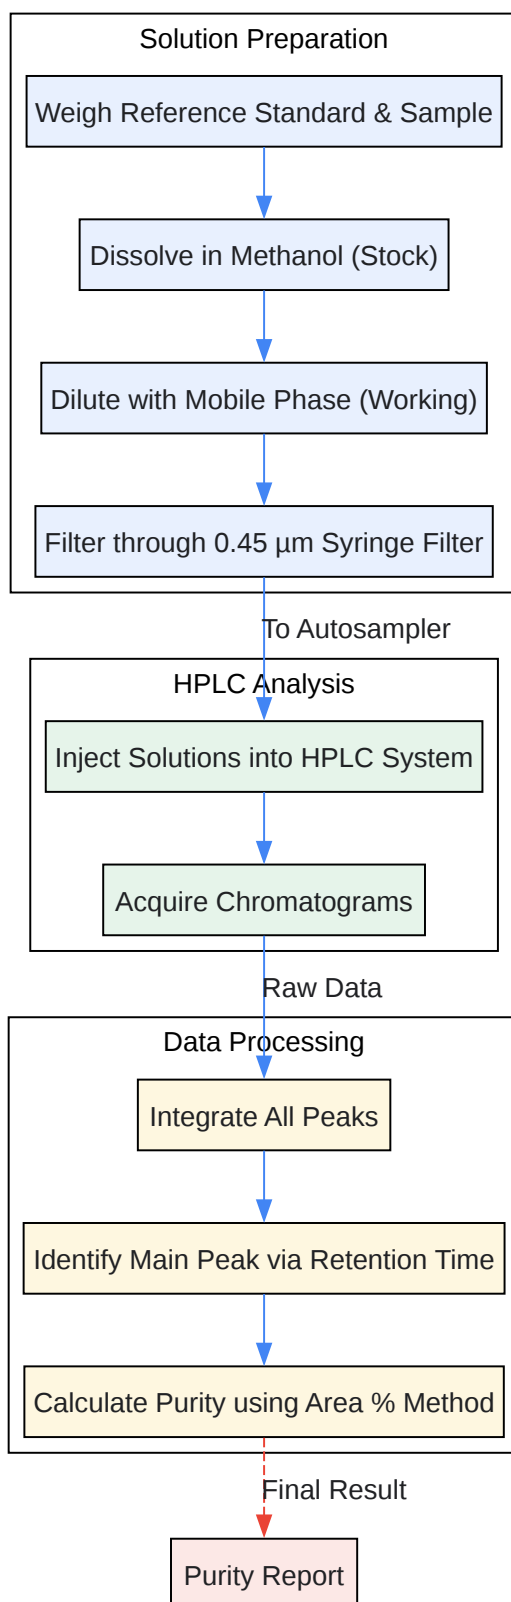 Solution Preparation
Weigh Reference Standard & Sample
Dissolve in Methanol (Stock)
Dilute with Mobile Phase (Working)
Filter through 0.45 µm Syringe Filter
To Autosampler
HPLC Analysis
Inject Solutions into HPLC System
Acquire Chromatograms
Raw Data
Data Processing
Integrate All Peaks
Identify Main Peak via Retention Time
Calculate Purity using Area % Method
Final Result
Purity Report